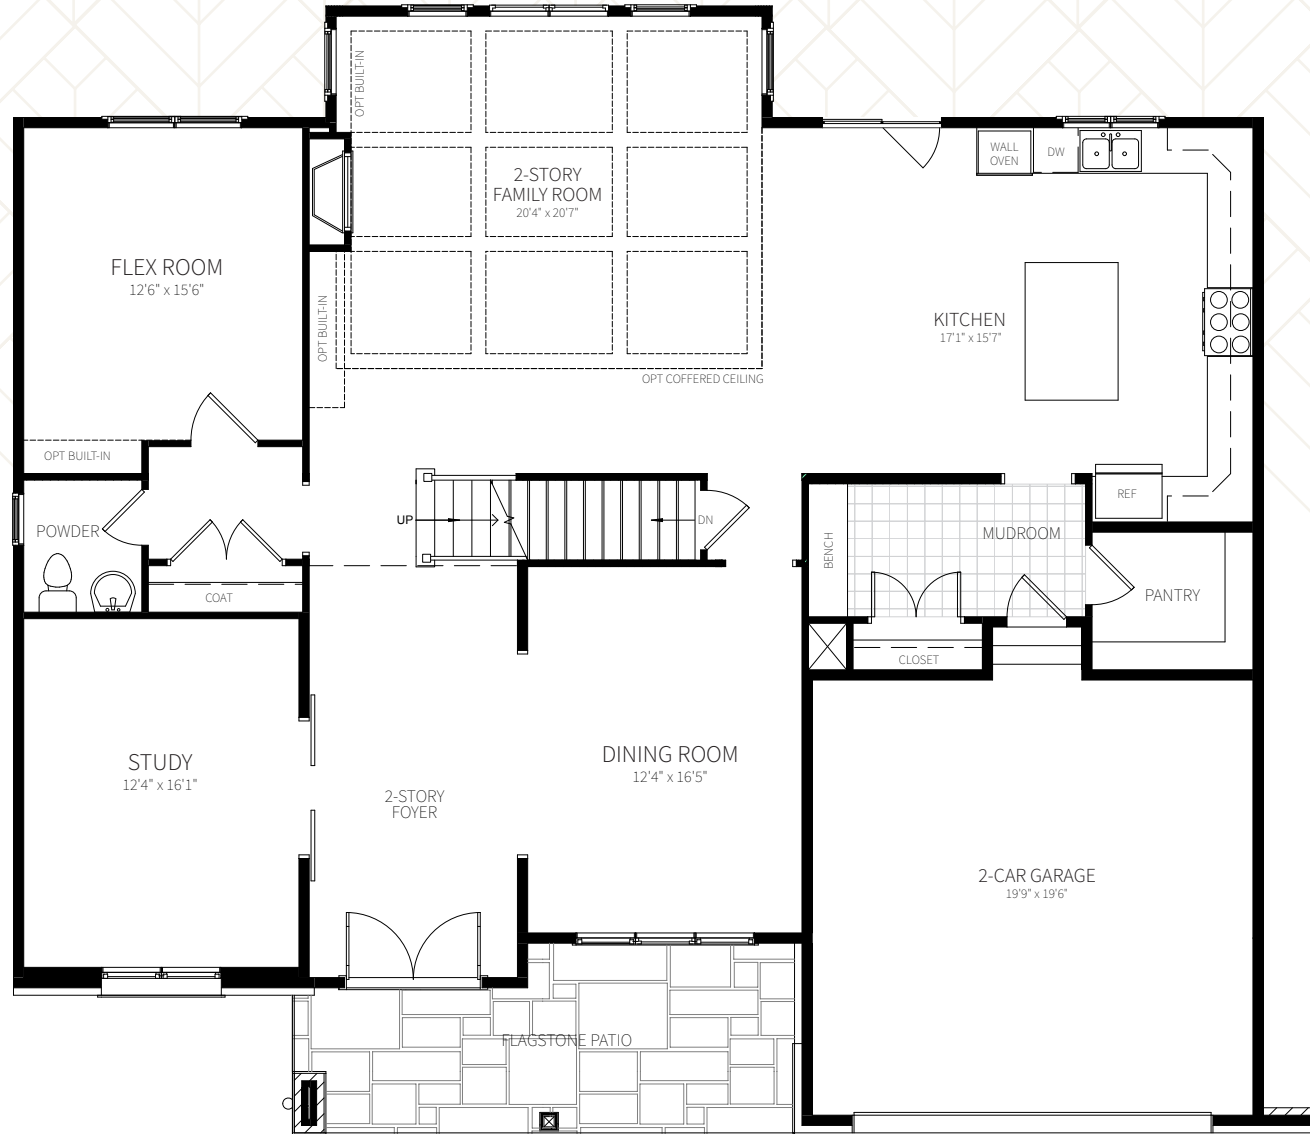 OPT BUILT-IN
WALL
OVEN
DW
2-STORY
FAMILY ROOM
20'4" x 20'7"
FLEX ROOM
12'6" x 15'6"
OPT BUILT-IN
KITCHEN
17'1" x 15'7"
OPT COFFERED CEILING
OPT BUILT-IN
REF
UP
DN
POWDER
BENCH
MUDROOM
COAT
PANTRY
CLOSET
STUDY
12'4" x 16'1"
DINING ROOM
12'4" x 16'5"
2-STORY
FOYER
2-CAR GARAGE
19'9" x 19'6"
FLAGSTONE PATIO